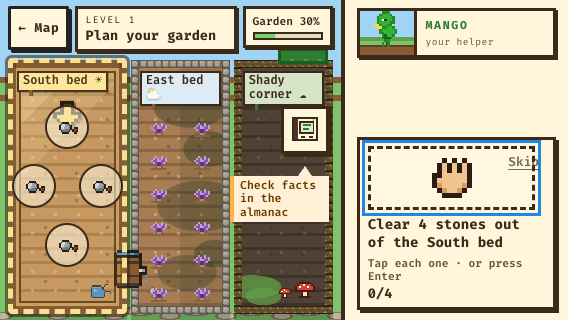 ← Map
LEVEL 1
Plan your garden
Garden 30%
MANGO
your helper
South bed ☀
East bed
Shady
corner ☁
Check facts
in the
almanac
Skip
Clear 4 stones out
of the South bed
Tap each one · or press
Enter
0/4